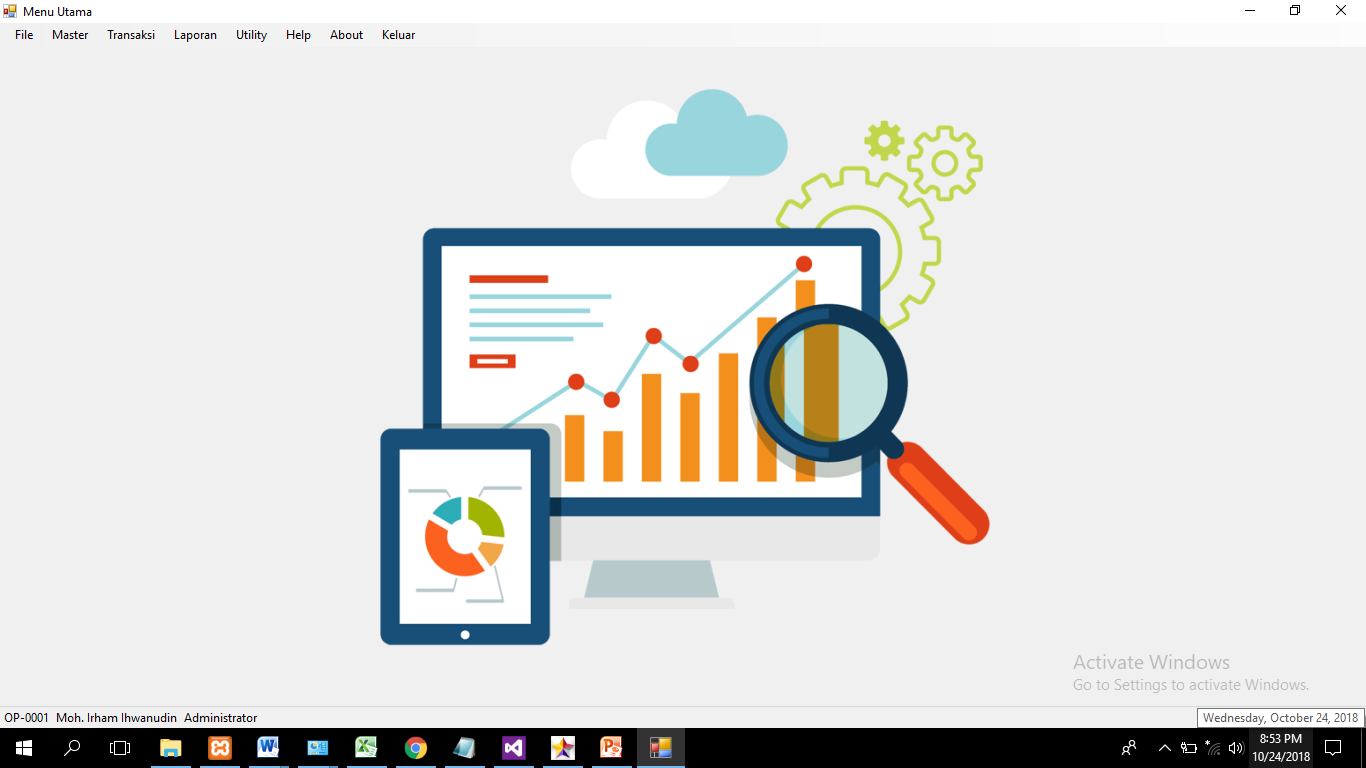 Menu Utama
File Master Transaksi Laporan Utility Help About Keluar
Activate Windows
Go to Settings to activate Windows.
OP-0001 Moh. Irham Ihwanudin Administrator
Wednesday, October 24, 2018
8:53 PM
10/24/2018